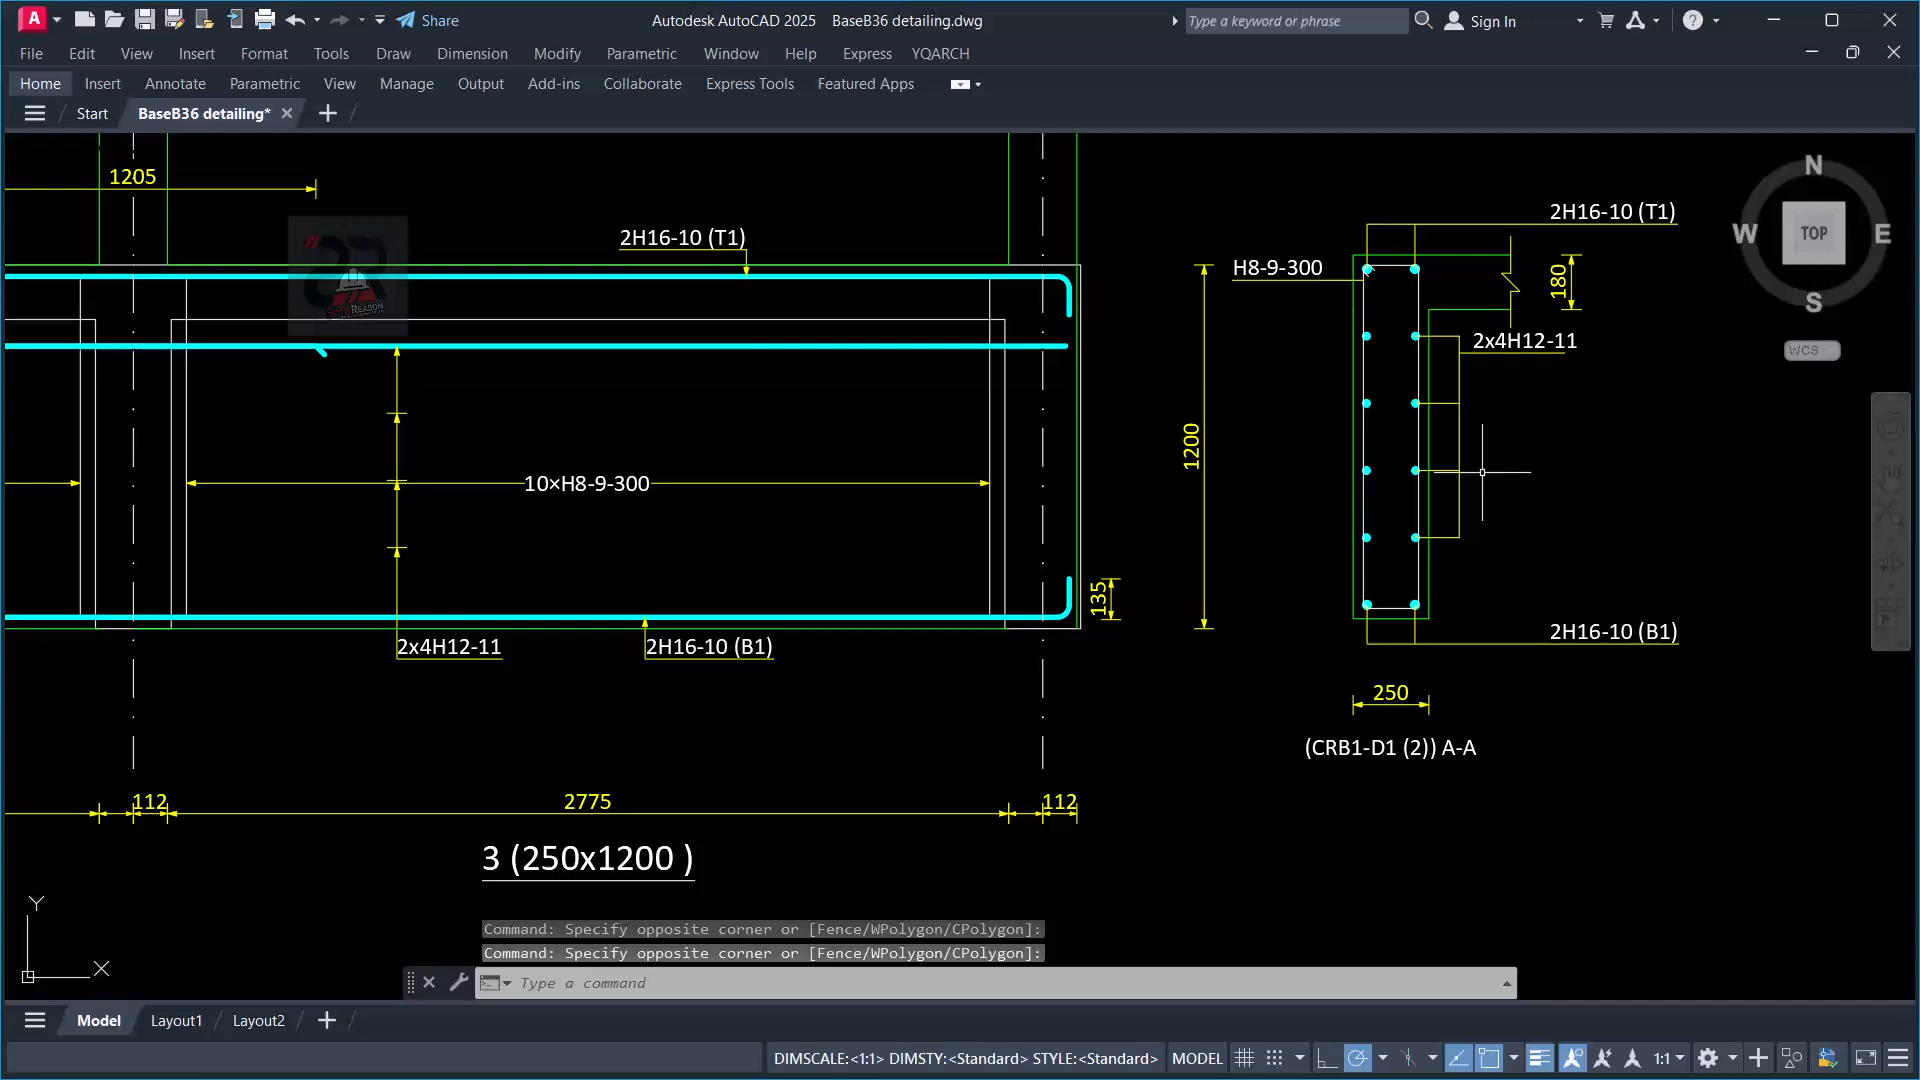 Share
Autodesk AutoCAD 2025 BaseB36 detailing.dwg
Type a keyword or phrase
Sign In
File Edit View Insert Format Tools Draw Dimension Modify Parametric Window Help Express YQARCH
Home Insert Annotate Parametric View Manage Output Add-ins Collaborate Express Tools Featured Apps
Start BaseB36 detailing*
1205
2H16-10 (T1)
10×H8-9-300
2x4H12-11
2H16-10 (B1)
135
112
2775
112
3 (250x1200 )
1200
2H16-10 (T1)
H8-9-300
180
2x4H12-11
2H16-10 (B1)
250
(CRB1-D1 (2)) A-A
N
W TOP E
S
WCS
Y
X
Command: Specify opposite corner or [Fence/WPolygon/CPolygon]:
Command: Specify opposite corner or [Fence/WPolygon/CPolygon]:
Type a command
Model Layout1 Layout2
DIMSCALE:<1:1> DIMSTY:<Standard> STYLE:<Standard> MODEL 1:1